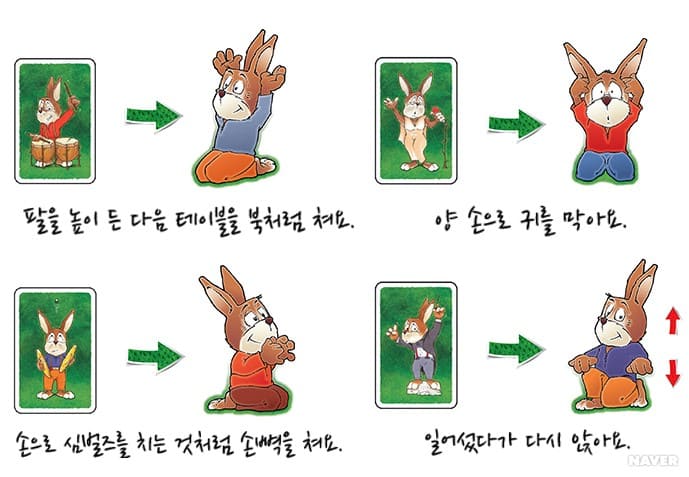 팔을 높이 든 다음 테이블을 북처럼 쳐요.
양 손으로 귀를 막아요.
손으로 심벌즈를 치는 것처럼 손뼉을 쳐요.
일어섰다가 다시 앉아요.
NAVER